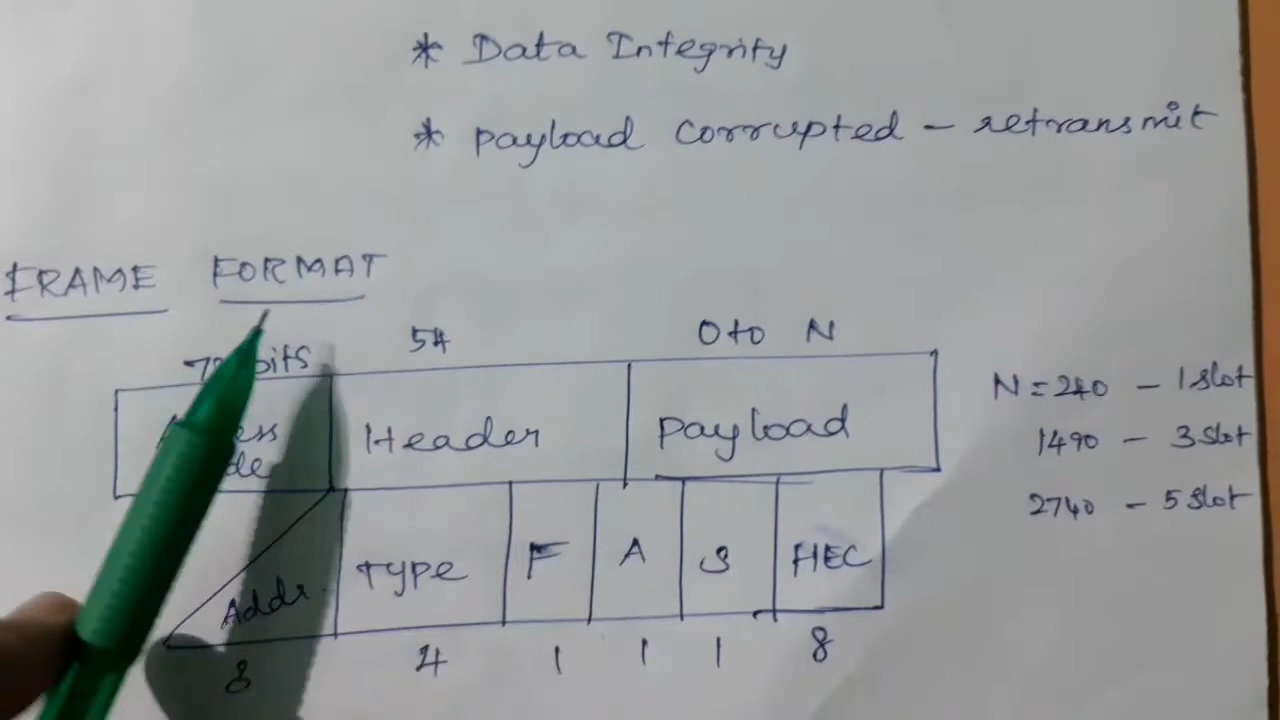 * Data Integrity
* Payload corrupted - retransmit
FRAME FORMAT
bits 54 0 to N
Header Payload
N = 240 - 1 slot
1490 - 3 slot
2740 - 5 slot
Addr. Type F A S HEC
8 4 1 1 1 8